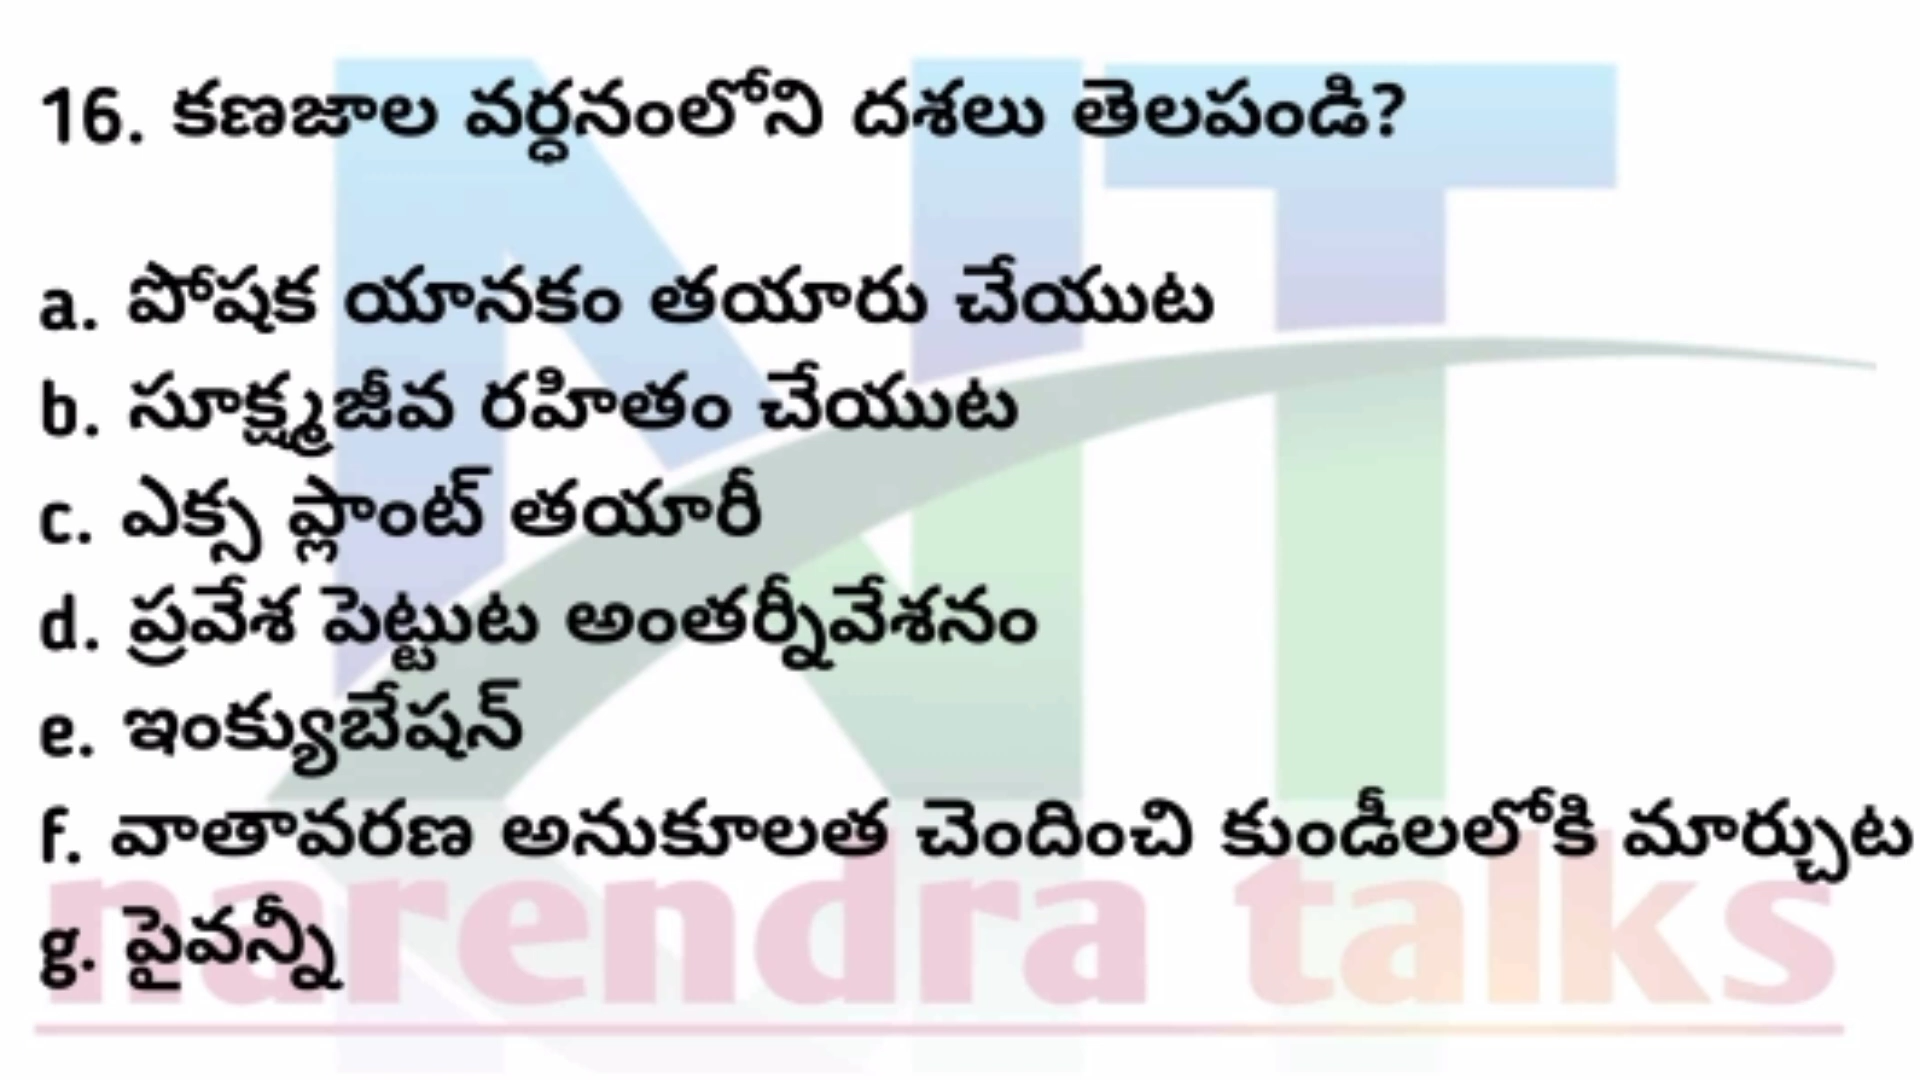 16. కణజాల వర్ధనంలోని దశలు తెలపండి?
a. పోషక యానకం తయారు చేయుట
b. సూక్ష్మజీవ రహితం చేయుట
c. ఎక్స ప్లాంట్ తయారీ
d. ప్రవేశ పెట్టుట అంతర్నీవేశనం
e. ఇంక్యుబేషన్
f. వాతావరణ అనుకూలత చెందించి కుండీలలోకి మార్చుట
g. పైవన్నీ
NT
narendra talks